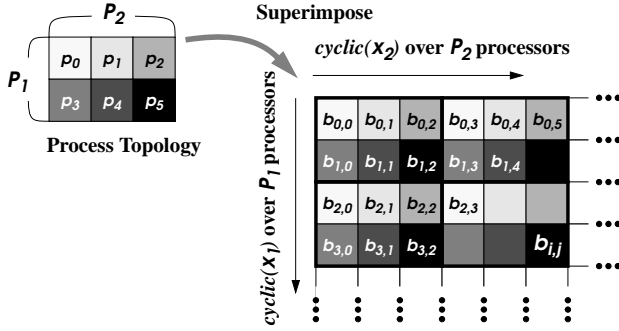 P2
Superimpose
P1
p0 p1 p2
p3 p4 p5
Process Topology
cyclic(x2) over P2 processors
cyclic(x1) over P1 processors
b0,0 b0,1 b0,2 b0,3 b0,4 b0,5
b1,0 b1,1 b1,2 b1,3 b1,4
b2,0 b2,1 b2,2 b2,3
b3,0 b3,1 b3,2 bi,j